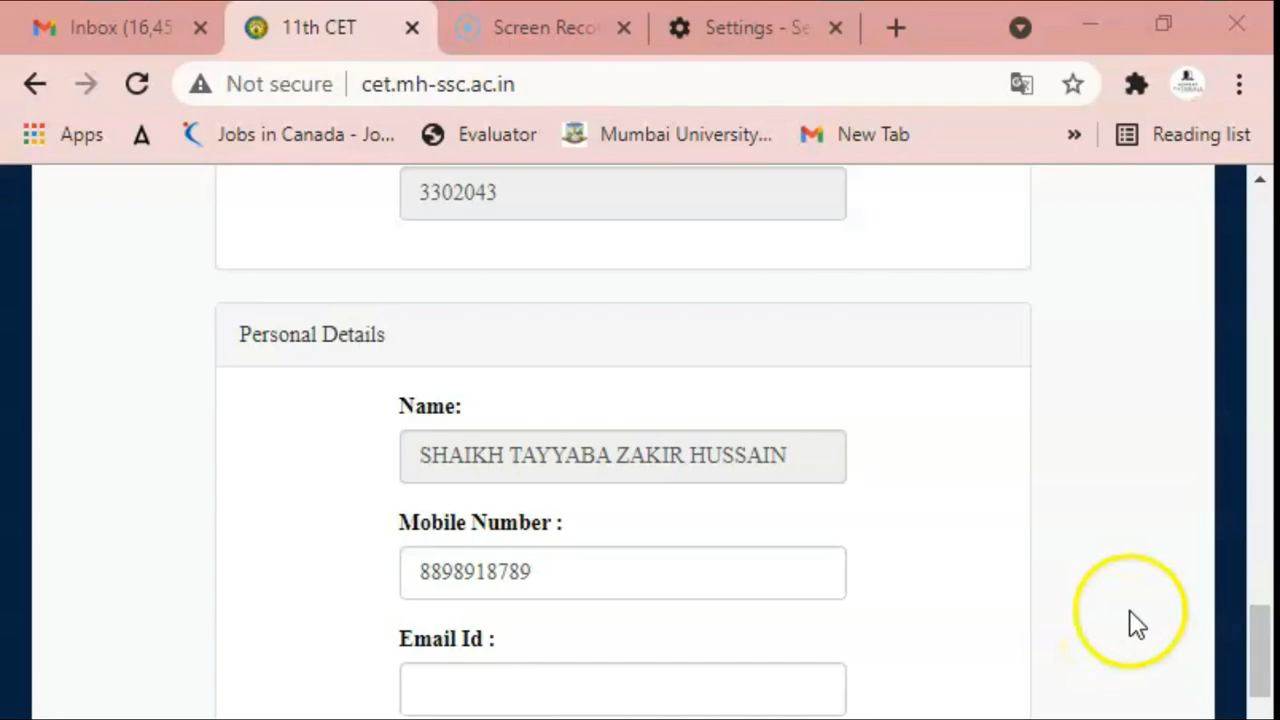 Inbox (16,45
11th CET
Screen Reco
Settings - Se
Not secure
cet.mh-ssc.ac.in
Apps
Jobs in Canada - Jo...
Evaluator
Mumbai University...
New Tab
»
Reading list
3302043
Personal Details
Name:
SHAIKH TAYYABA ZAKIR HUSSAIN
Mobile Number :
8898918789
Email Id :